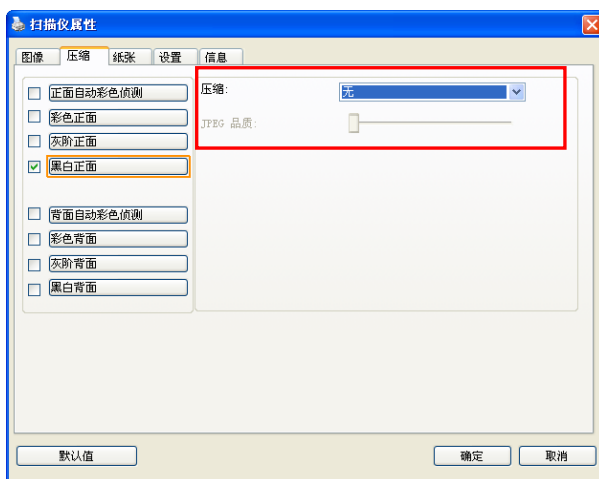 扫描仪属性
图像 压缩 纸张 设置 信息
正面自动彩色侦测
彩色正面
灰阶正面
黑白正面
背面自动彩色侦测
彩色背面
灰阶背面
黑白背面
压缩: 无
JPEG 品质:
默认值 确定 取消